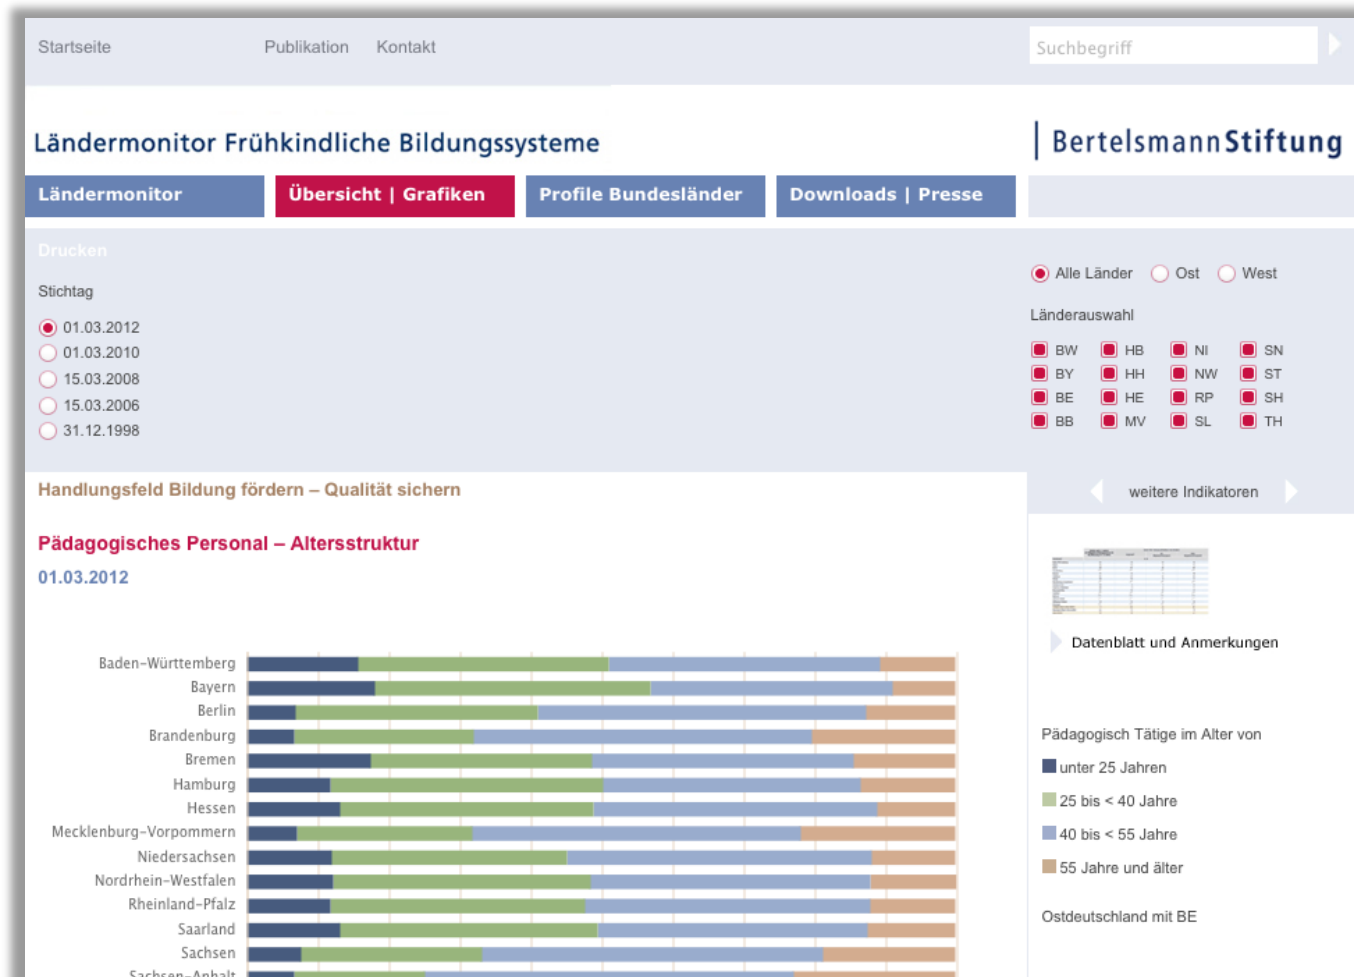 Startseite Publikation Kontakt Suchbegriff
Ländermonitor Frühkindliche Bildungssysteme
BertelsmannStiftung
Ländermonitor Übersicht | Grafiken Profile Bundesländer Downloads | Presse
Drucken
Stichtag
01.03.2012
01.03.2010
15.03.2008
15.03.2006
31.12.1998
Alle Länder Ost West
Länderauswahl
BW HB NI SN
BY HH NW ST
BE HE RP SH
BB MV SL TH
Handlungsfeld Bildung fördern – Qualität sichern
weitere Indikatoren
Pädagogisches Personal – Altersstruktur
01.03.2012
Datenblatt und Anmerkungen
Baden-Württemberg
Bayern
Berlin
Brandenburg
Bremen
Hamburg
Hessen
Mecklenburg-Vorpommern
Niedersachsen
Nordrhein-Westfalen
Rheinland-Pfalz
Saarland
Sachsen
Sachsen-Anhalt
Pädagogisch Tätige im Alter von
unter 25 Jahren
25 bis < 40 Jahre
40 bis < 55 Jahre
55 Jahre und älter
Ostdeutschland mit BE